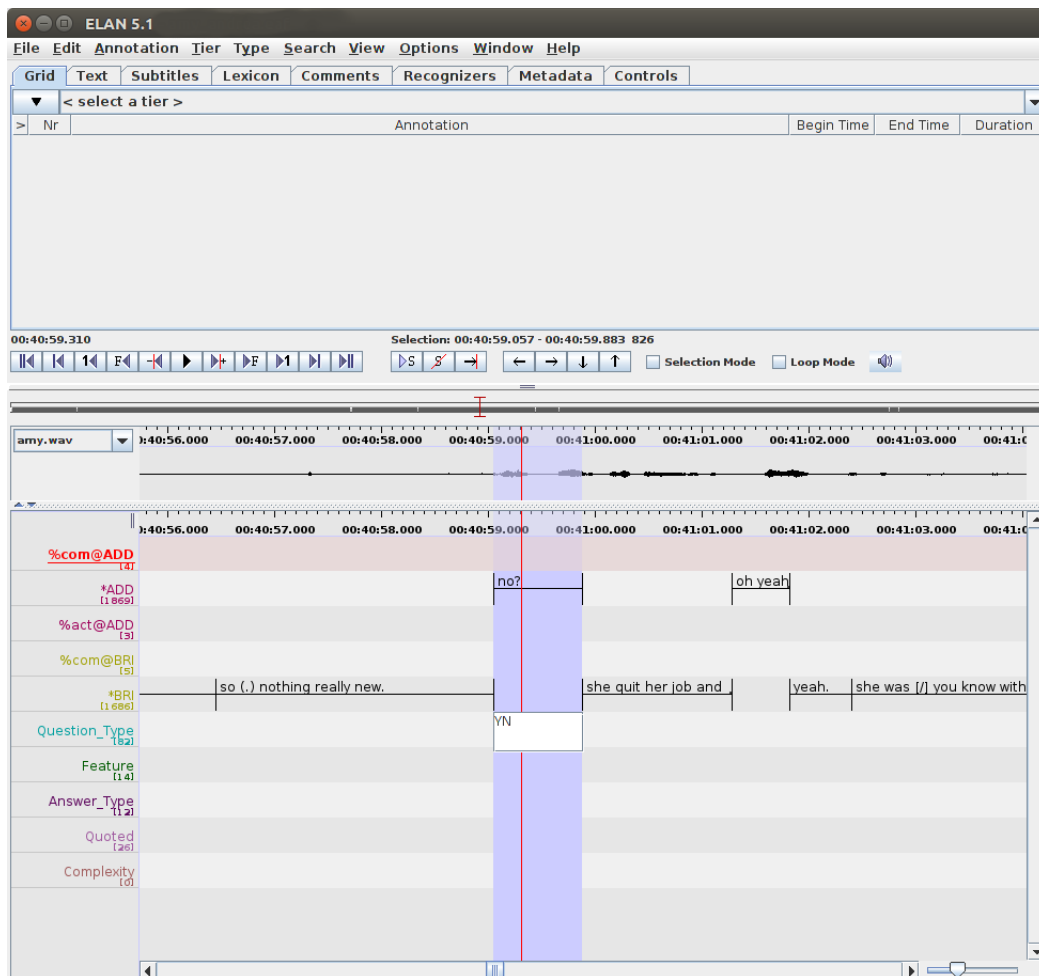 ELAN 5.1
File Edit Annotation Tier Type Search View Options Window Help
Grid Text Subtitles Lexicon Comments Recognizers Metadata Controls
< select a tier >
> Nr Annotation Begin Time End Time Duration
00:40:59.310 Selection: 00:40:59.057 - 00:40:59.883 826
1 F + F 1 S S Selection Mode Loop Mode
amy.wav
):40:56.000 00:40:57.000 00:40:58.000 00:40:59.000 00:41:00.000 00:41:01.000 00:41:02.000 00:41:03.000 00:41:0
):40:56.000 00:40:57.000 00:40:58.000 00:40:59.000 00:41:00.000 00:41:01.000 00:41:02.000 00:41:03.000 00:41:0
%com@ADD
[4]
*ADD no? oh yeah
[1869]
%act@ADD
[3]
%com@BRI
[5]
*BRI so (.) nothing really new. she quit her job and yeah. she was [/] you know with
[1686]
Question_Type YN
[82]
Feature
[14]
Answer_Type
[12]
Quoted
[26]
Complexity
[0]